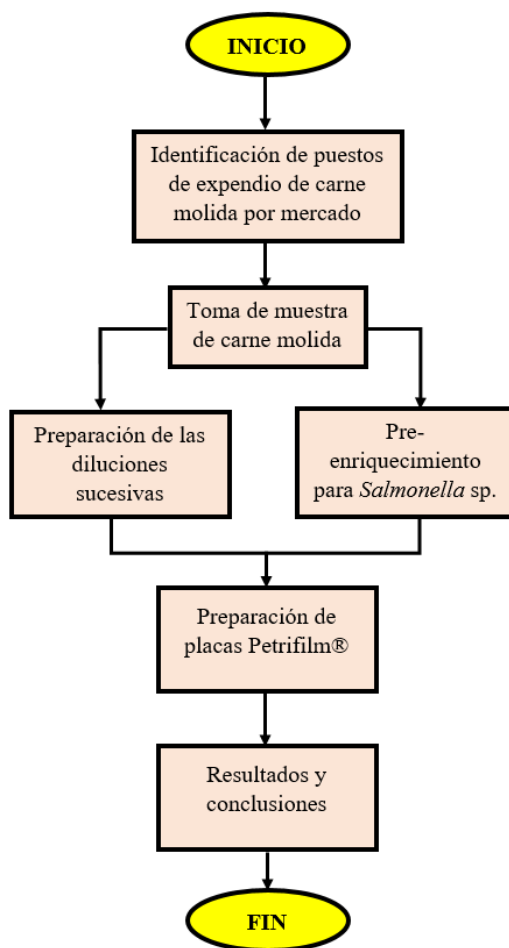 INICIO
Identificación de puestos
de expendio de carne
molida por mercado
Toma de muestra
de carne molida
Preparación de las
diluciones
sucesivas
Pre-
enriquecimiento
para Salmonella sp.
Preparación de
placas Petrifilm®
Resultados y
conclusiones
FIN